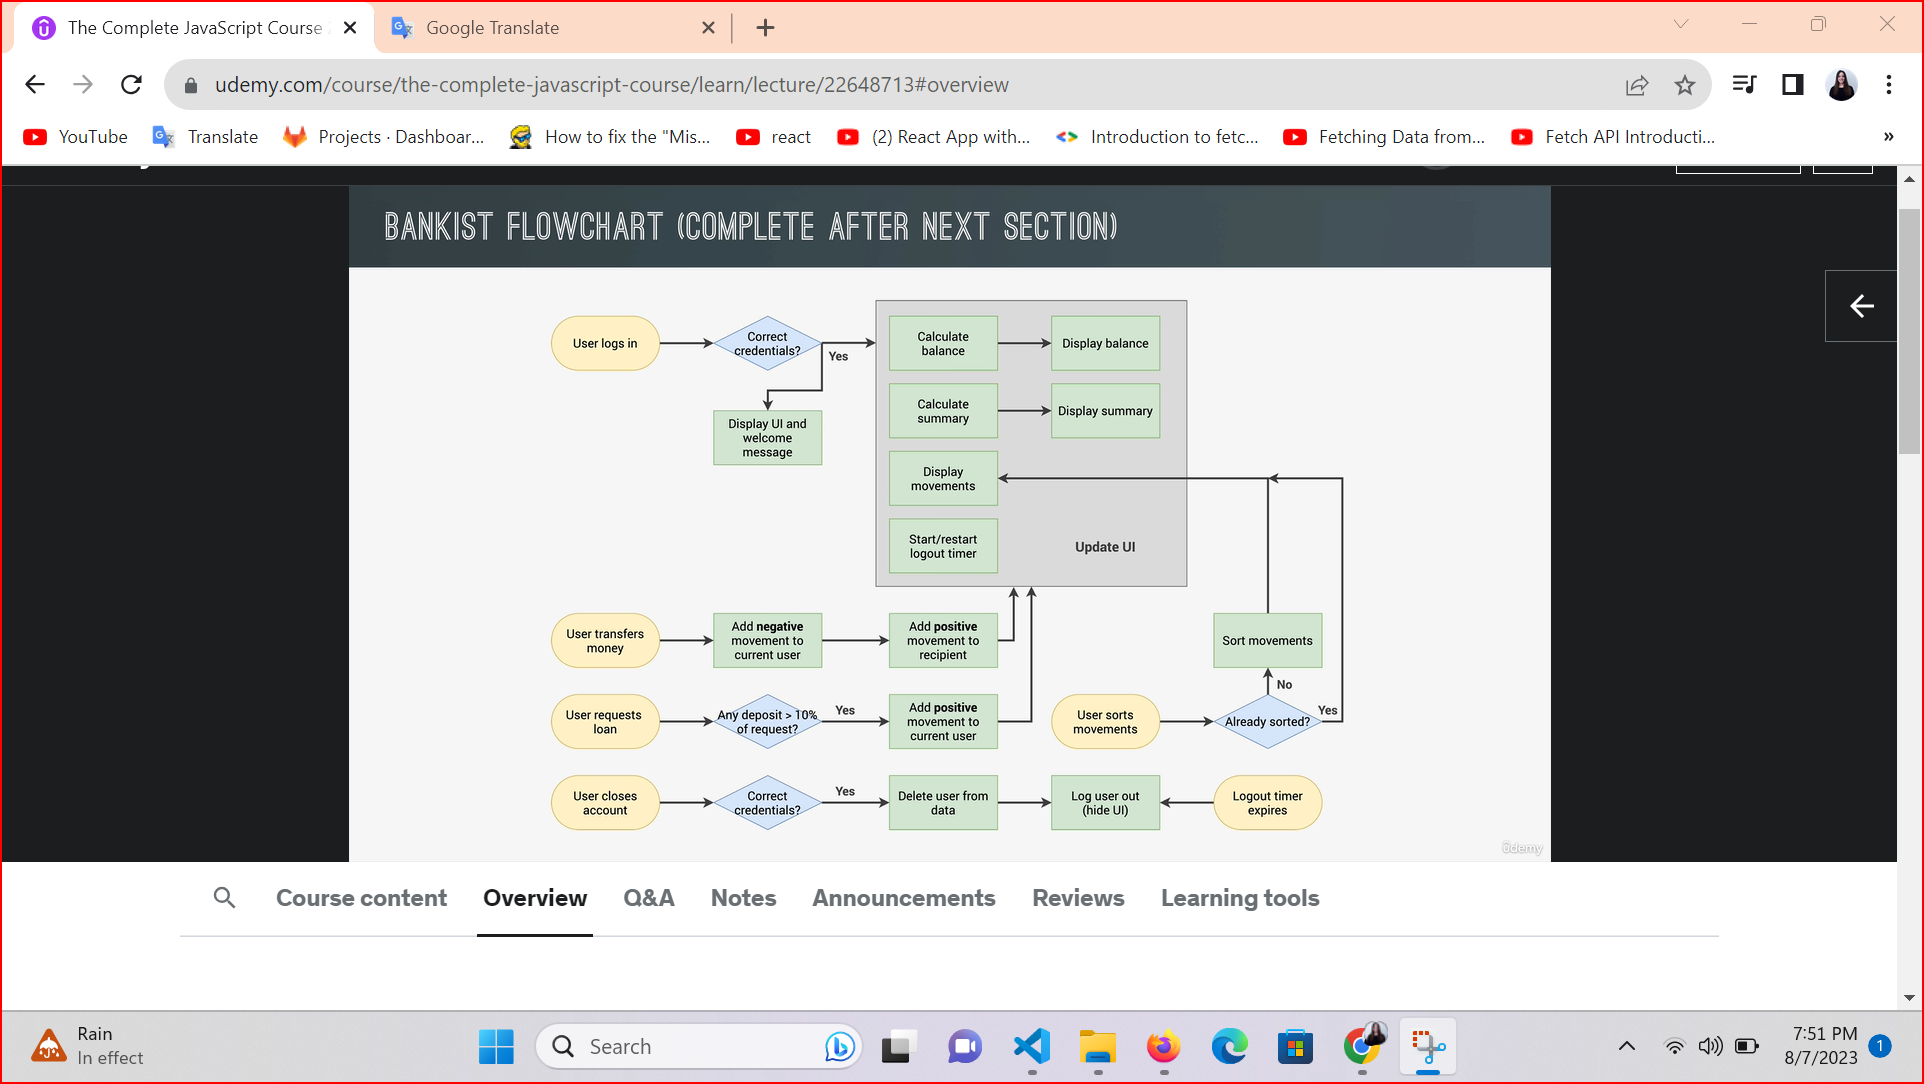 The Complete JavaScript Course
Google Translate
udemy.com/course/the-complete-javascript-course/learn/lecture/22648713#overview
YouTube
Translate
Projects · Dashboar...
How to fix the "Mis...
react
(2) React App with...
Introduction to fetc...
Fetching Data from...
Fetch API Introducti...
»
BANKIST FLOWCHART (COMPLETE AFTER NEXT SECTION)
User logs in
Correct
credentials?
Yes
Display UI and
welcome
message
Calculate
balance
Display balance
Calculate
summary
Display summary
Display
movements
Start/restart
logout timer
Update UI
User transfers
money
Add negative
movement to
current user
Add positive
movement to
recipient
Sort movements
No
User requests
loan
Any deposit > 10%
of request?
Yes
Add positive
movement to
current user
User sorts
movements
Already sorted?
Yes
User closes
account
Correct
credentials?
Yes
Delete user from
data
Log user out
(hide UI)
Logout timer
expires
ûdemy
Course content
Overview
Q&A
Notes
Announcements
Reviews
Learning tools
Rain
In effect
Search
7:51 PM
8/7/2023
1